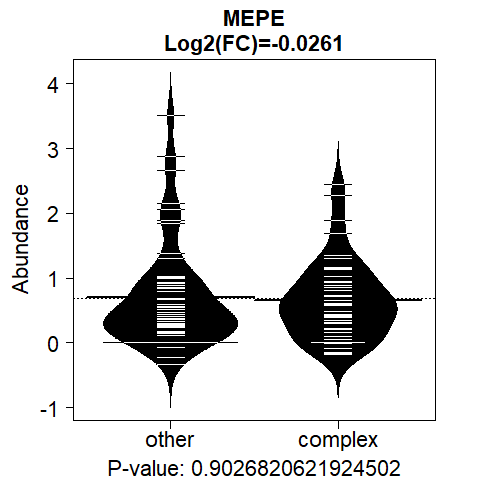 MEPE
Log2(FC)=-0.0261
Abundance
4
3
2
1
0
-1
other complex
P-value: 0.9026820621924502